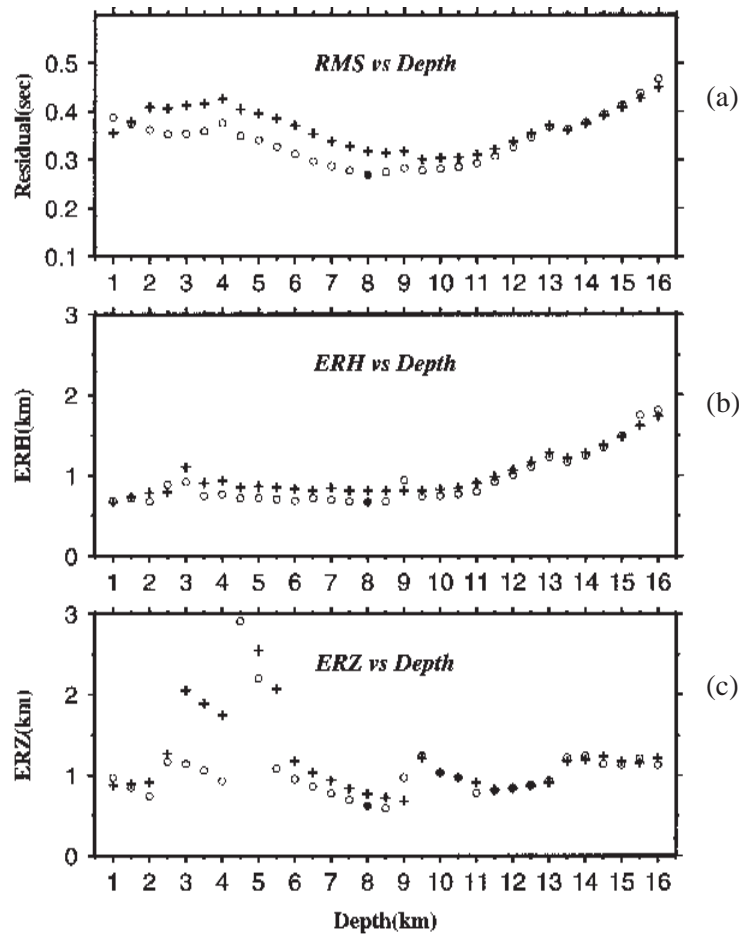 RMS vs Depth
(a)
Residual(sec)
0.5
0.4
0.3
0.2
0.1
1 2 3 4 5 6 7 8 9 10 11 12 13 14 15 16
ERH vs Depth
(b)
ERH(km)
3
2
1
0
1 2 3 4 5 6 7 8 9 10 11 12 13 14 15 16
ERZ vs Depth
(c)
ERZ(km)
3
2
1
0
1 2 3 4 5 6 7 8 9 10 11 12 13 14 15 16
Depth(km)